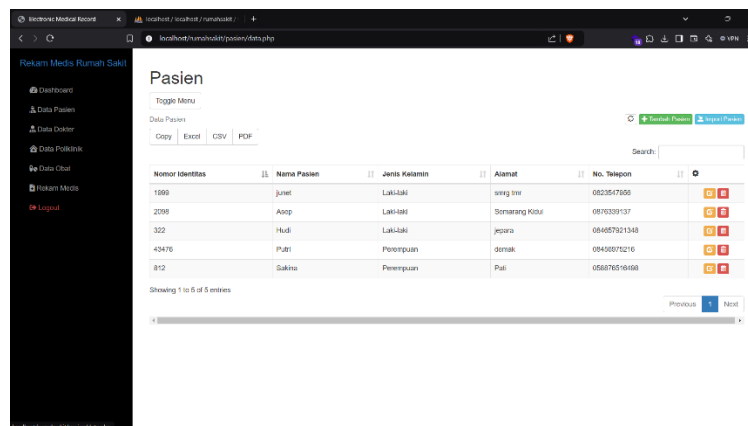 Electronic Medical Record
localhost / localhost / rumahsakit /
localhost/rumahsakit/pasien/data.php
VPN
Rekam Medis Rumah Sakit
Dashboard
Data Pasien
Data Dokter
Data Poliklinik
Data Obat
Rekam Medis
Logout
Pasien
Toggle Menu
Data Pasien
Tambah Pasien Import Pasien
Copy Excel CSV PDF
Search:
Nomor Identitas Nama Pasien Jenis Kelamin Alamat No. Telepon
1999 junet Laki-laki smrg tmr 0823547956
2098 Asep Laki-laki Semarang Kidul 0876339137
322 Hudi Laki-laki jepara 084657921348
43476 Putri Perempuan demak 08456875216
812 Sakina Perempuan Pati 058876516498
Showing 1 to 5 of 5 entries
Previous 1 Next